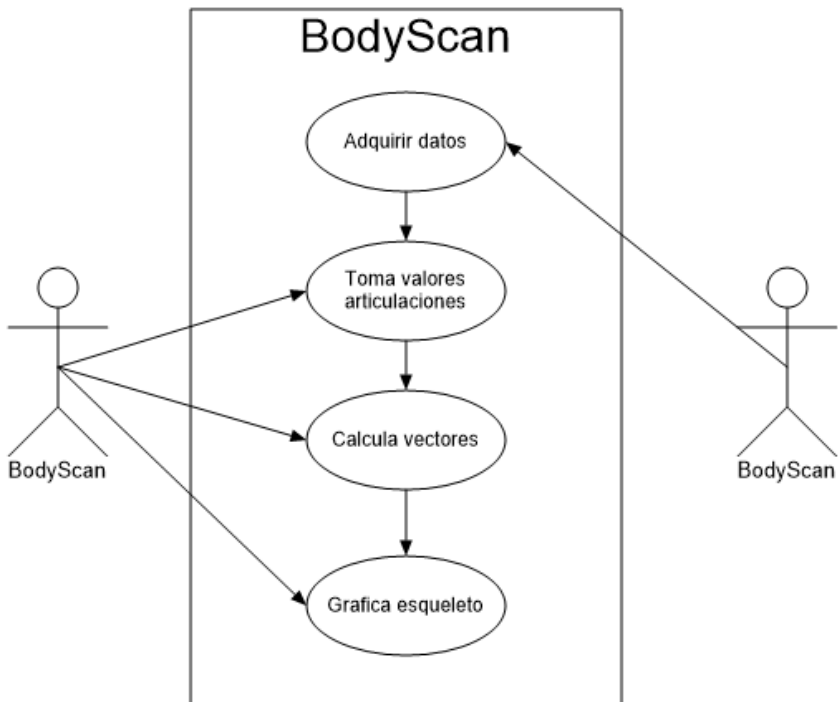 BodyScan
Adquirir datos
Toma valores
articulaciones
Calcula vectores
BodyScan
BodyScan
Grafica esqueleto